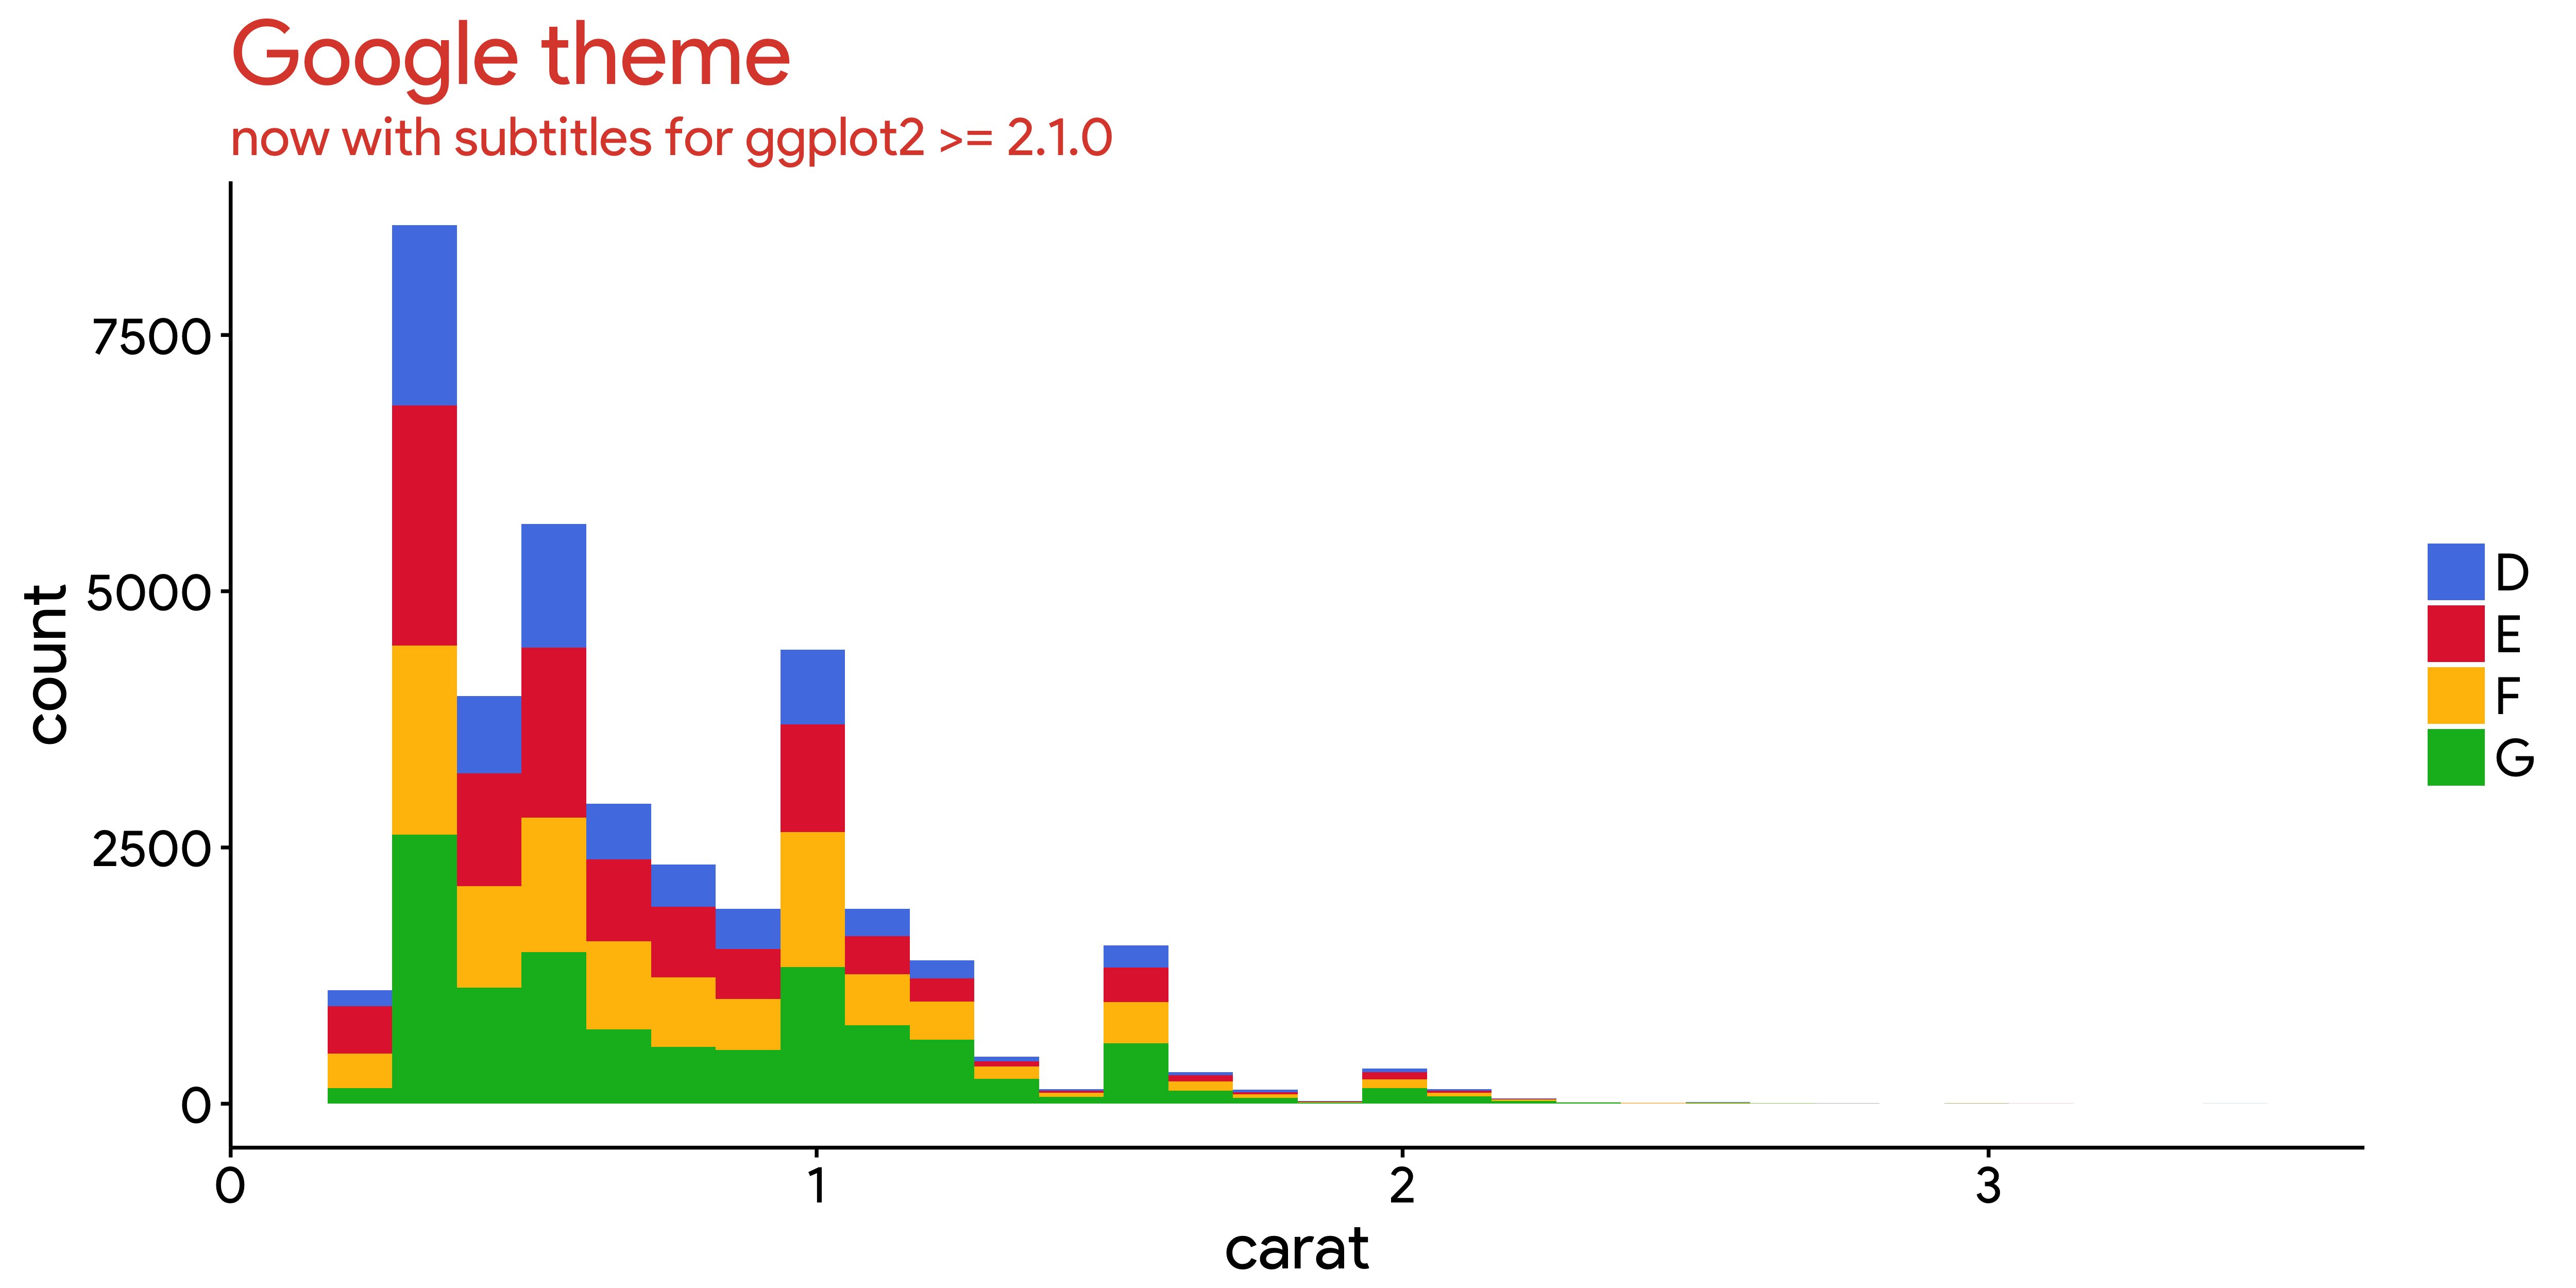 Google theme
now with subtitles for ggplot2 >= 2.1.0
count
7500
5000
2500
0
0 1 2 3
carat
D
E
F
G